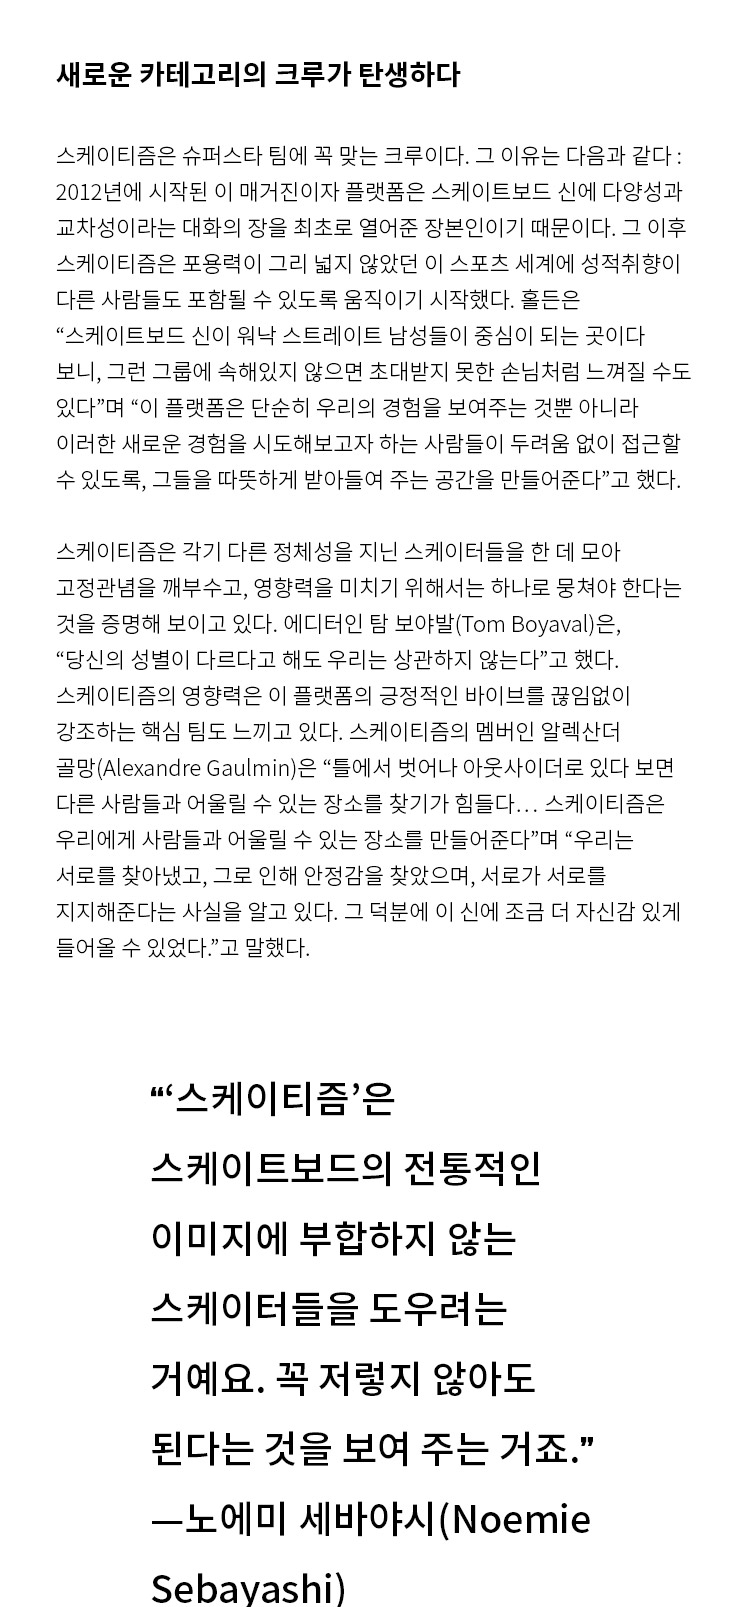 새로운 카테고리의 크루가 탄생하다
스케이티즘은 슈퍼스타 팀에 꼭 맞는 크루이다. 그 이유는 다음과 같다 :
2012년에 시작된 이 매거진이자 플랫폼은 스케이트보드 신에 다양성과
교차성이라는 대화의 장을 최초로 열어준 장본인이기 때문이다. 그 이후
스케이티즘은 포용력이 그리 넓지 않았던 이 스포츠 세계에 성적취향이
다른 사람들도 포함될 수 있도록 움직이기 시작했다. 홀든은
“스케이트보드 신이 워낙 스트레이트 남성들이 중심이 되는 곳이다
보니, 그런 그룹에 속해있지 않으면 초대받지 못한 손님처럼 느껴질 수도
있다”며 “이 플랫폼은 단순히 우리의 경험을 보여주는 것뿐 아니라
이러한 새로운 경험을 시도해보고자 하는 사람들이 두려움 없이 접근할
수 있도록, 그들을 따뜻하게 받아들여 주는 공간을 만들어준다”고 했다.
스케이티즘은 각기 다른 정체성을 지닌 스케이터들을 한 데 모아
고정관념을 깨부수고, 영향력을 미치기 위해서는 하나로 뭉쳐야 한다는
것을 증명해 보이고 있다. 에디터인 탐 보야발(Tom Boyaval)은,
“당신의 성별이 다르다고 해도 우리는 상관하지 않는다”고 했다.
스케이티즘의 영향력은 이 플랫폼의 긍정적인 바이브를 끊임없이
강조하는 핵심 팀도 느끼고 있다. 스케이티즘의 멤버인 알렉산더
골망(Alexandre Gaulmin)은 “틀에서 벗어나 아웃사이더로 있다 보면
다른 사람들과 어울릴 수 있는 장소를 찾기가 힘들다… 스케이티즘은
우리에게 사람들과 어울릴 수 있는 장소를 만들어준다”며 “우리는
서로를 찾아냈고, 그로 인해 안정감을 찾았으며, 서로가 서로를
지지해준다는 사실을 알고 있다. 그 덕분에 이 신에 조금 더 자신감 있게
들어올 수 있었다.”고 말했다.
“‘스케이티즘’은
스케이트보드의 전통적인
이미지에 부합하지 않는
스케이터들을 도우려는
거예요. 꼭 저렇지 않아도
된다는 것을 보여 주는 거죠.”
—노에미 세바야시(Noemie
Sebayashi)